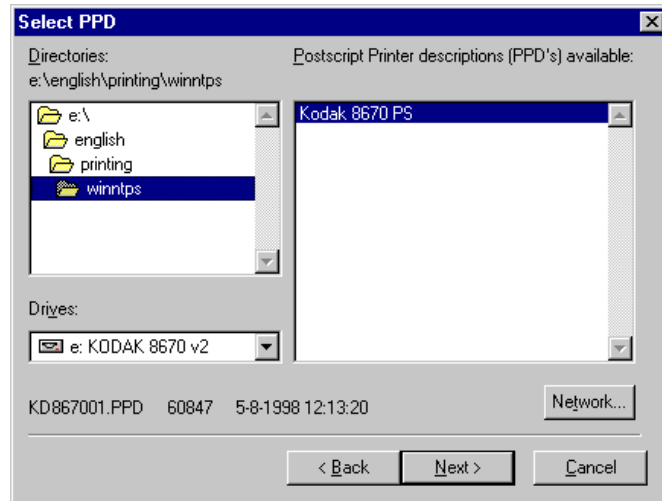 Select PPD
Directories:
e:\english\printing\winntps
e:\
english
printing
winntps
Drives:
e: KODAK 8670 v2
Postscript Printer descriptions (PPD's) available:
Kodak 8670 PS
KD867001.PPD 60847 5-8-1998 12:13:20
Network...
< Back Next > Cancel